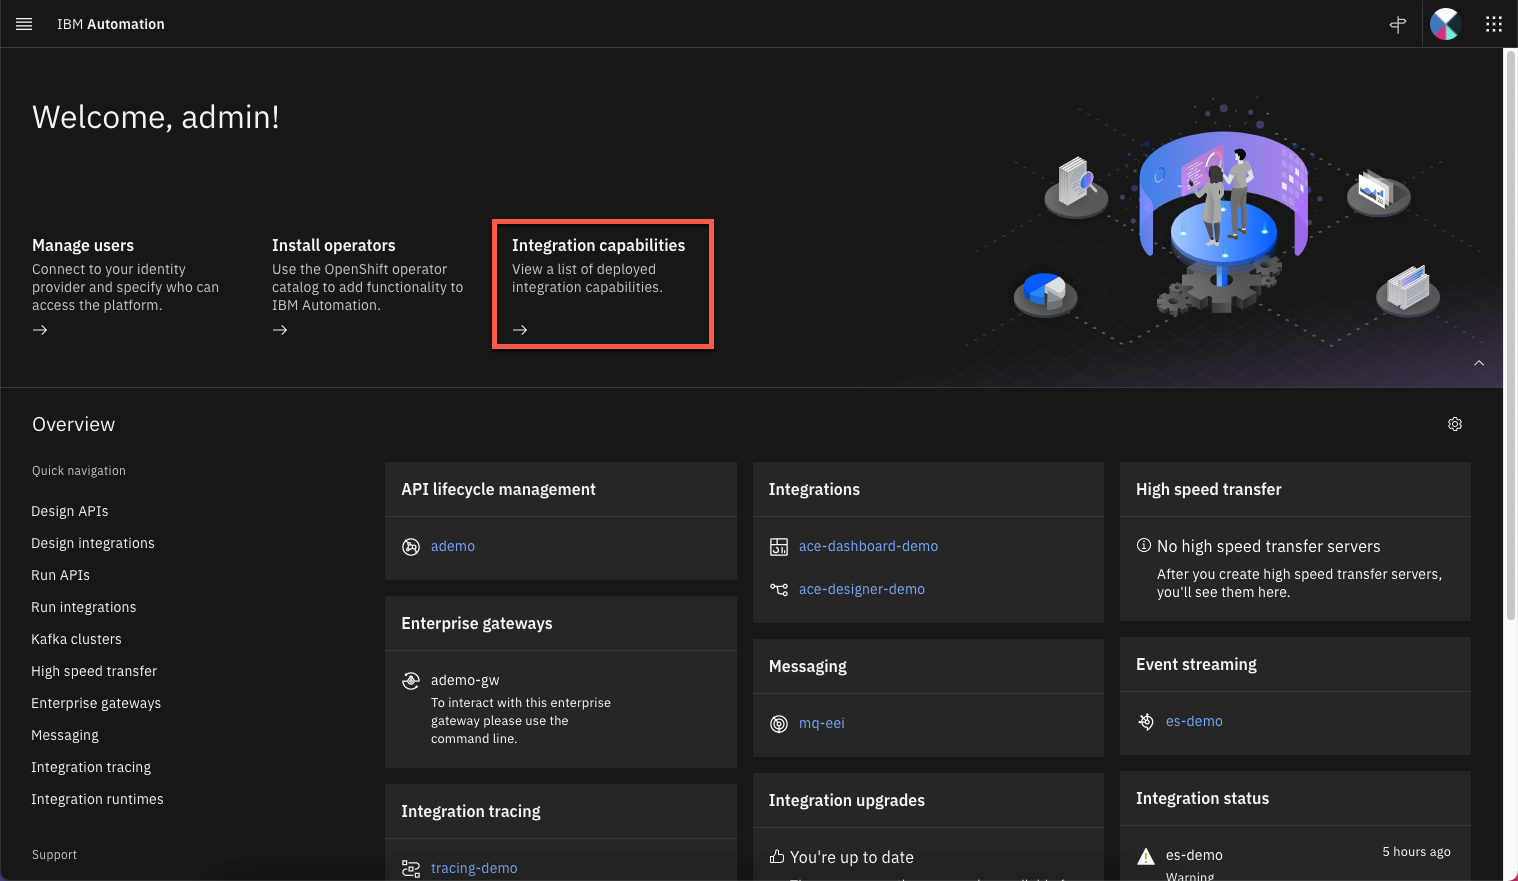 IBM Automation
Welcome, admin!
Manage users
Connect to your identity
provider and specify who can
access the platform.
Install operators
Use the OpenShift operator
catalog to add functionality to
IBM Automation.
Integration capabilities
View a list of deployed
integration capabilities.
Overview
Quick navigation
Design APIs
Design integrations
Run APIs
Run integrations
Kafka clusters
High speed transfer
Enterprise gateways
Messaging
Integration tracing
Integration runtimes
Support
API lifecycle management
ademo
Enterprise gateways
ademo-gw
To interact with this enterprise
gateway please use the
command line.
Integration tracing
tracing-demo
Integrations
ace-dashboard-demo
ace-designer-demo
Messaging
mq-eei
Integration upgrades
You're up to date
High speed transfer
No high speed transfer servers
After you create high speed transfer servers,
you'll see them here.
Event streaming
es-demo
Integration status
es-demo
5 hours ago
Warning